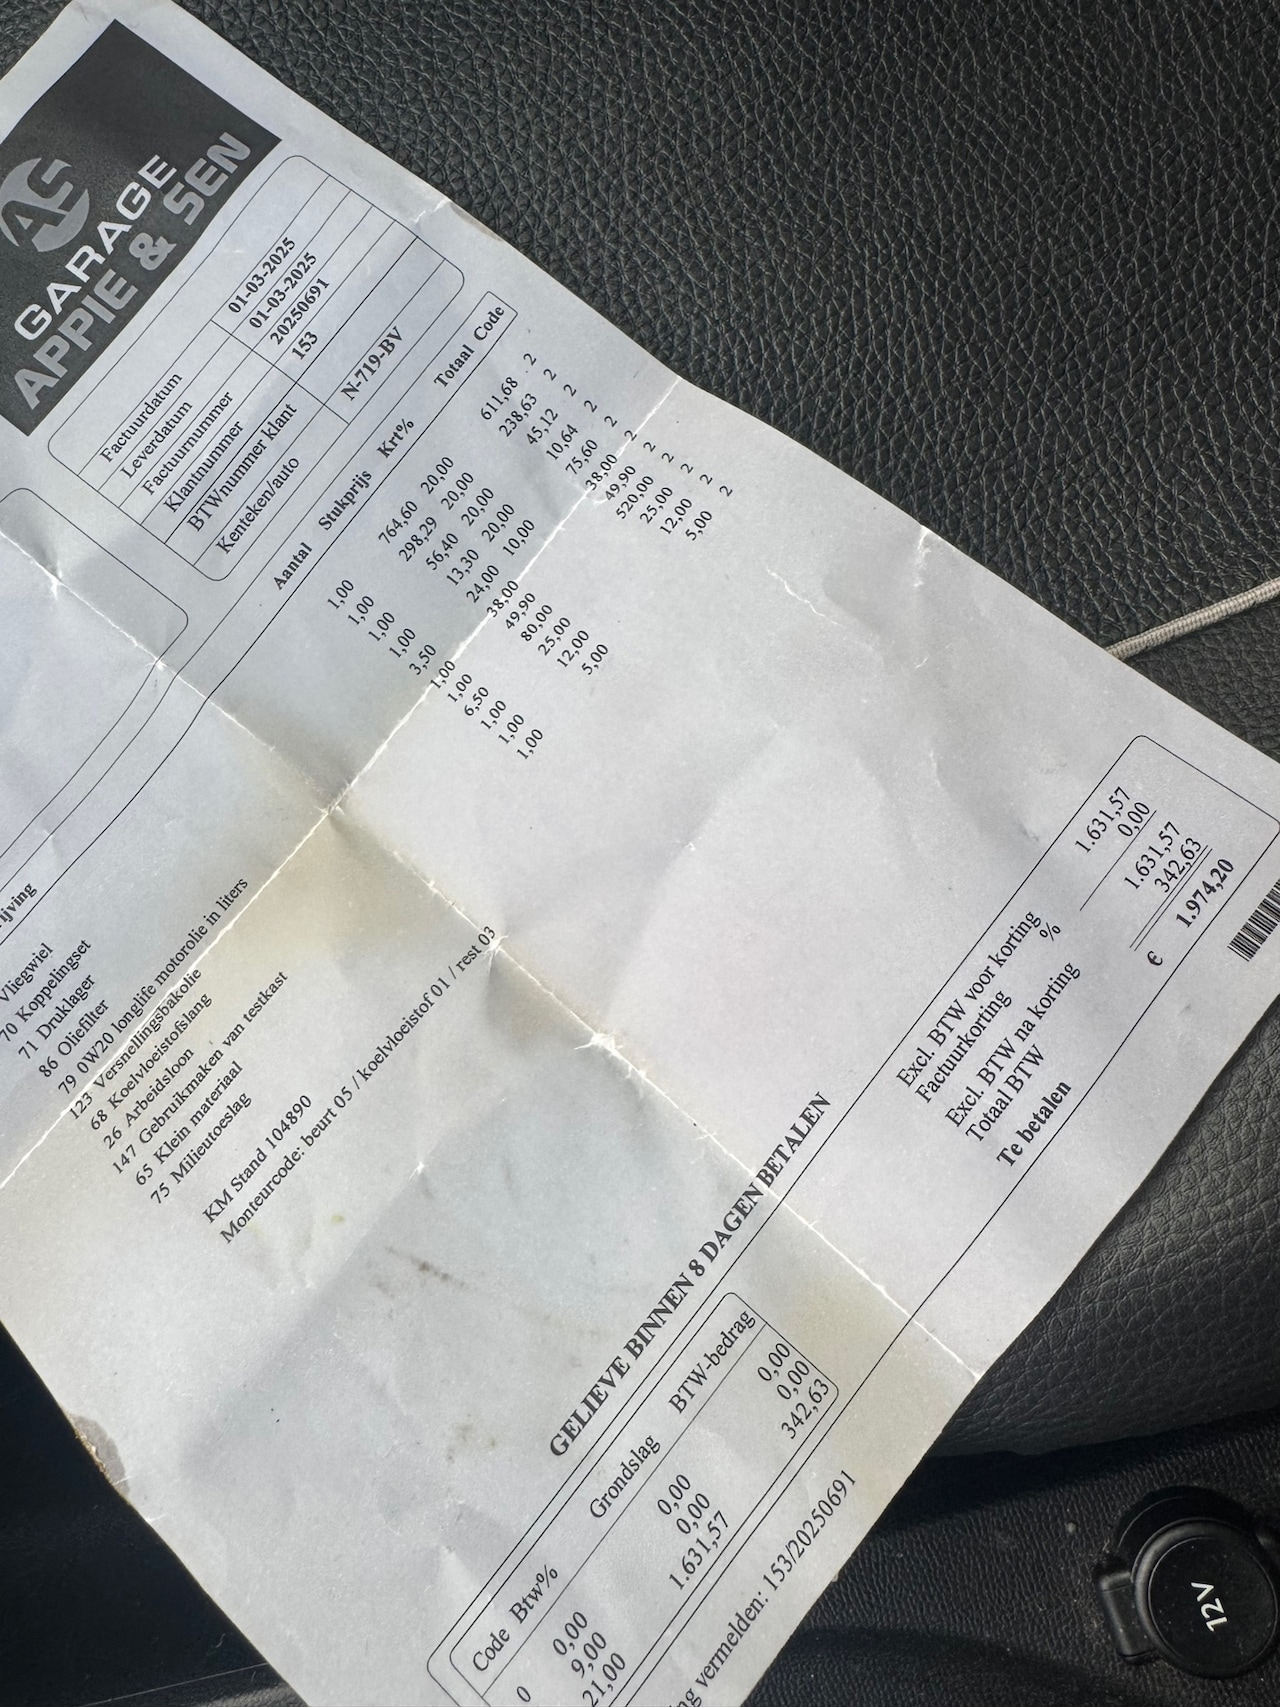 AS
GARAGE
APPIE & SEN
Factuurdatum 01-03-2025
Leverdatum 01-03-2025
Factuurnummer 20250691
Klantnummer 153
BTWnummer klant
Kenteken/auto N-719-BV
ijving Aantal Stukprijs Krt% Totaal Code
Vliegwiel 1,00 764,60 20,00 611,68 2
70 Koppelingset 1,00 298,29 20,00 238,63 2
71 Druklager 1,00 56,40 20,00 45,12 2
86 Oliefilter 1,00 13,30 20,00 10,64 2
79 0W20 longlife motorolie in liters 3,50 24,00 10,00 75,60 2
123 Versnellingsbakolie 1,00 38,00 38,00 2
68 Koelvloeistofslang 1,00 49,90 49,90 2
26 Arbeidsloon 6,50 80,00 520,00 2
147 Gebruikmaken van testkast 1,00 25,00 25,00 2
65 Klein materiaal 1,00 12,00 12,00 2
75 Milieutoeslag 1,00 5,00 5,00 2
KM Stand 104890
Monteurcode: beurt 05 / koelvloeistof 01 / rest 03
GELIEVE BINNEN 8 DAGEN BETALEN
Excl. BTW voor korting 1.631,57
Factuurkorting % 0,00
Excl. BTW na korting 1.631,57
Totaal BTW 342,63
Te betalen € 1.974,20
Code Btw% Grondslag BTW-bedrag
0 0,00 0,00 0,00
9,00 0,00 0,00
21,00 1.631,57 342,63
ng vermelden: 153/20250691
12V